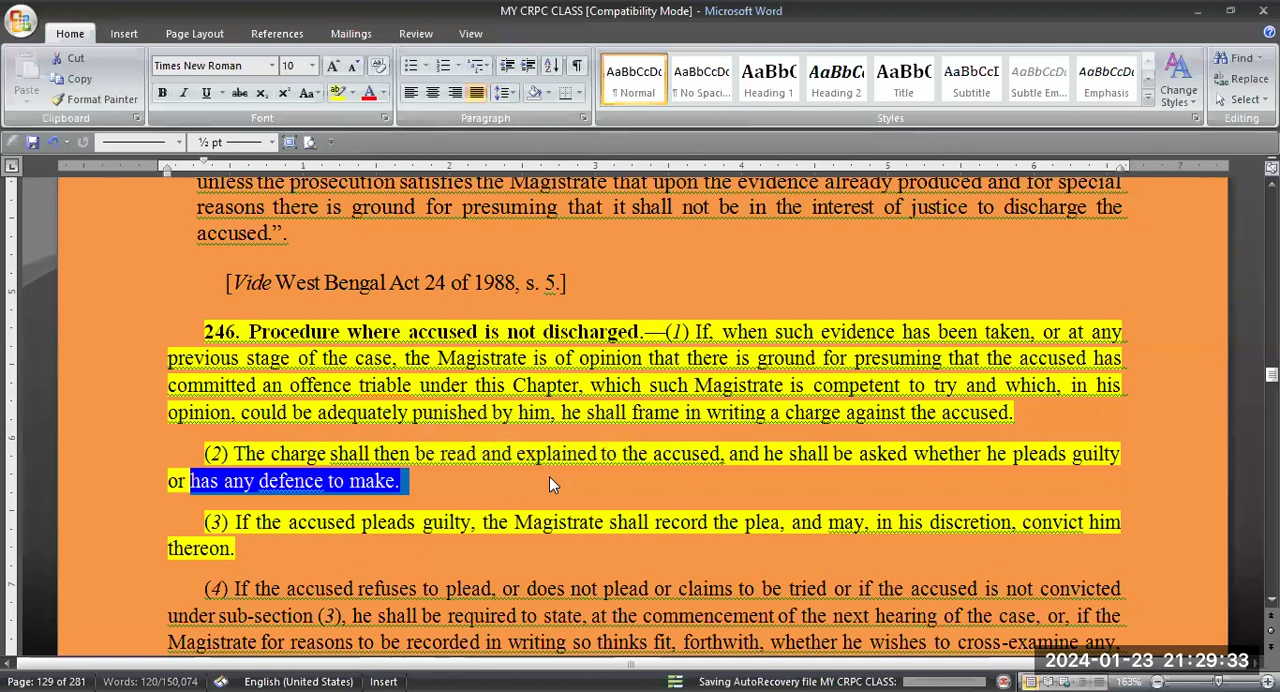 MY CRPC CLASS [Compatibility Mode] - Microsoft Word
Home Insert Page Layout References Mailings Review View
Paste
Cut
Copy
Format Painter
Clipboard
Times New Roman 10
B I U abc x₂ x² Aa
Font
Paragraph
AaBbCcDc AaBbCcDc AaBbC AaBbCc AaBbC AaBbCcI AaBbCcDc AaBbCcDc
¶ Normal ¶ No Spaci... Heading 1 Heading 2 Title Subtitle Subtle Em... Emphasis
Styles
Change Styles
Find
Replace
Select
Editing
½ pt
1 2 3 4 5 6 7
unless the prosecution satisfies the Magistrate that upon the evidence already produced and for special
reasons there is ground for presuming that it shall not be in the interest of justice to discharge the
accused.”.
[Vide West Bengal Act 24 of 1988, s. 5.]
246. Procedure where accused is not discharged.—(1) If, when such evidence has been taken, or at any
previous stage of the case, the Magistrate is of opinion that there is ground for presuming that the accused has
committed an offence triable under this Chapter, which such Magistrate is competent to try and which, in his
opinion, could be adequately punished by him, he shall frame in writing a charge against the accused.
(2) The charge shall then be read and explained to the accused, and he shall be asked whether he pleads guilty
or has any defence to make.
(3) If the accused pleads guilty, the Magistrate shall record the plea, and may, in his discretion, convict him
thereon.
(4) If the accused refuses to plead, or does not plead or claims to be tried or if the accused is not convicted
under sub-section (3), he shall be required to state, at the commencement of the next hearing of the case, or, if the
Magistrate for reasons to be recorded in writing so thinks fit, forthwith, whether he wishes to cross-examine any,
2024-01-23 21:29:33
Page: 129 of 281 Words: 120/150,074 English (United States) Insert Saving AutoRecovery file MY CRPC CLASS: 163%